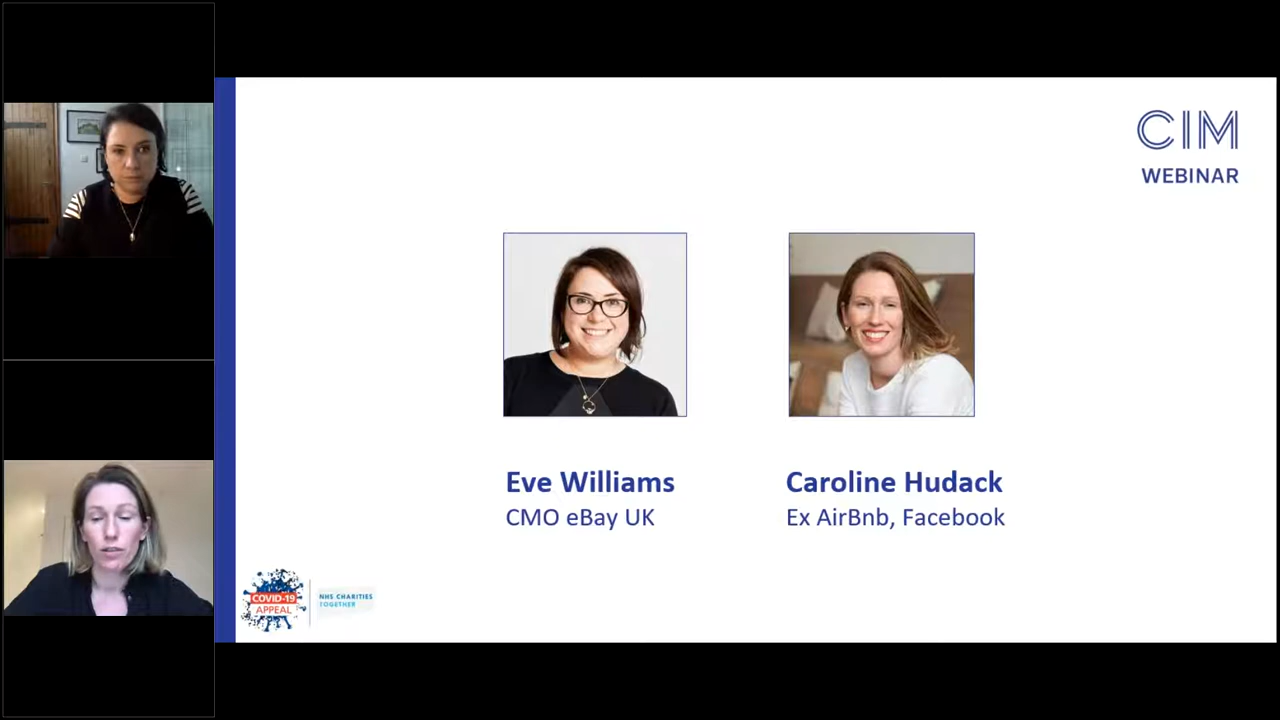 CIM
WEBINAR
Eve Williams
CMO eBay UK
Caroline Hudack
Ex AirBnb, Facebook
COVID-19
APPEAL
NHS CHARITIES
TOGETHER